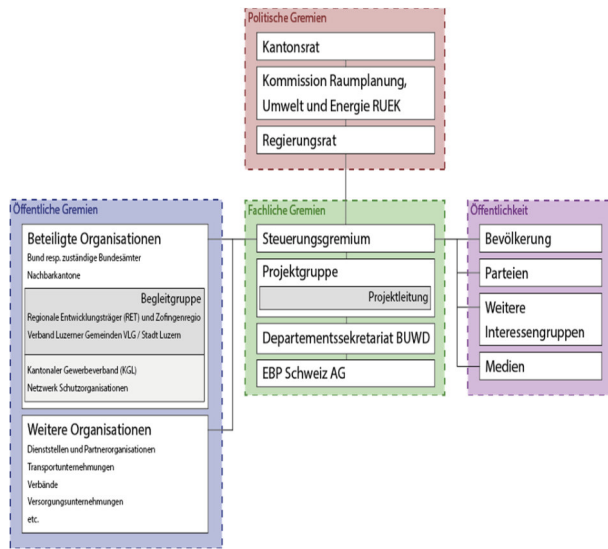 Politische Gremien
Kantonsrat
Kommission Raumplanung,
Umwelt und Energie RUEK
Regierungsrat
Öffentliche Gremien
Beteiligte Organisationen
Bund resp. zuständige Bundesämter
Nachbarkantone
Begleitgruppe
Regionale Entwicklungsträger (RET) und Zofingenregio
Verband Luzerner Gemeinden VLG / Stadt Luzern
Kantonaler Gewerbeverband (KGL)
Netzwerk Schutzorganisationen
Weitere Organisationen
Dienststellen und Partnerorganisationen
Transportunternehmungen
Verbände
Versorgungsunternehmungen
etc.
Fachliche Gremien
Steuerungsgremium
Projektgruppe
Projektleitung
Departementssekretariat BUWD
EBP Schweiz AG
Öffentlichkeit
Bevölkerung
Parteien
Weitere
Interessengruppen
Medien